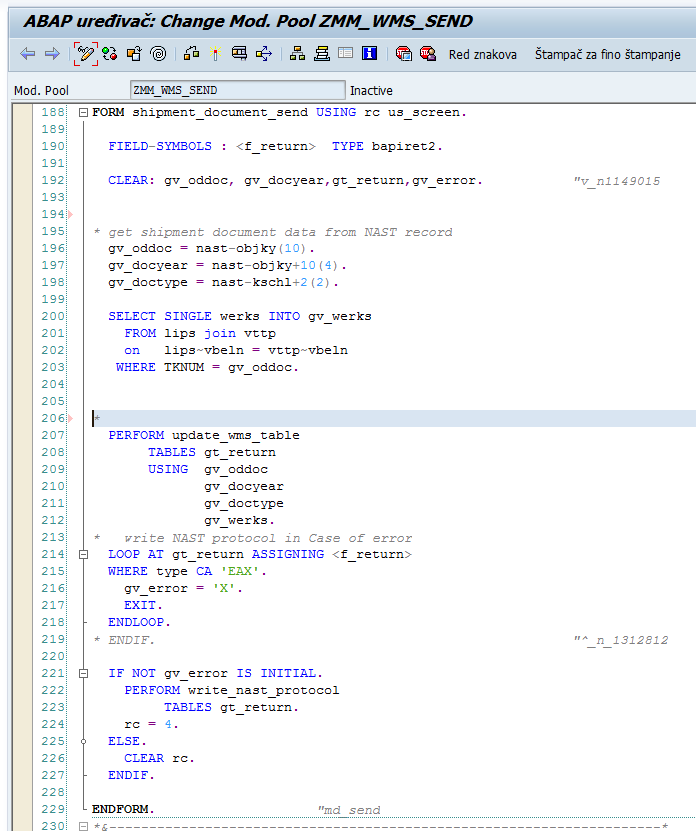 ABAP uređivač: Change Mod. Pool ZMM_WMS_SEND
Red znakova Štampač za fino štampanje
Mod. Pool ZMM_WMS_SEND Inactive
188 FORM shipment_document_send USING rc us_screen.
189
190 FIELD-SYMBOLS : <f_return> TYPE bapiret2.
191
192 CLEAR: gv_oddoc, gv_docyear,gt_return,gv_error. "v_n1149015
193
194
195 * get shipment document data from NAST record
196 gv_oddoc = nast-objky(10).
197 gv_docyear = nast-objky+10(4).
198 gv_doctype = nast-kschl+2(2).
199
200 SELECT SINGLE werks INTO gv_werks
201 FROM lips join vttp
202 on lips~vbeln = vttp~vbeln
203 WHERE TKNUM = gv_oddoc.
204
205
206 *
207 PERFORM update_wms_table
208 TABLES gt_return
209 USING gv_oddoc
210 gv_docyear
211 gv_doctype
212 gv_werks.
213 * write NAST protocol in Case of error
214 LOOP AT gt_return ASSIGNING <f_return>
215 WHERE type CA 'EAX'.
216 gv_error = 'X'.
217 EXIT.
218 ENDLOOP.
219 * ENDIF. "^_n_1312812
220
221 IF NOT gv_error IS INITIAL.
222 PERFORM write_nast_protocol
223 TABLES gt_return.
224 rc = 4.
225 ELSE.
226 CLEAR rc.
227 ENDIF.
228
229 ENDFORM. "md_send
230 *&---------------------------------------------------------------------*